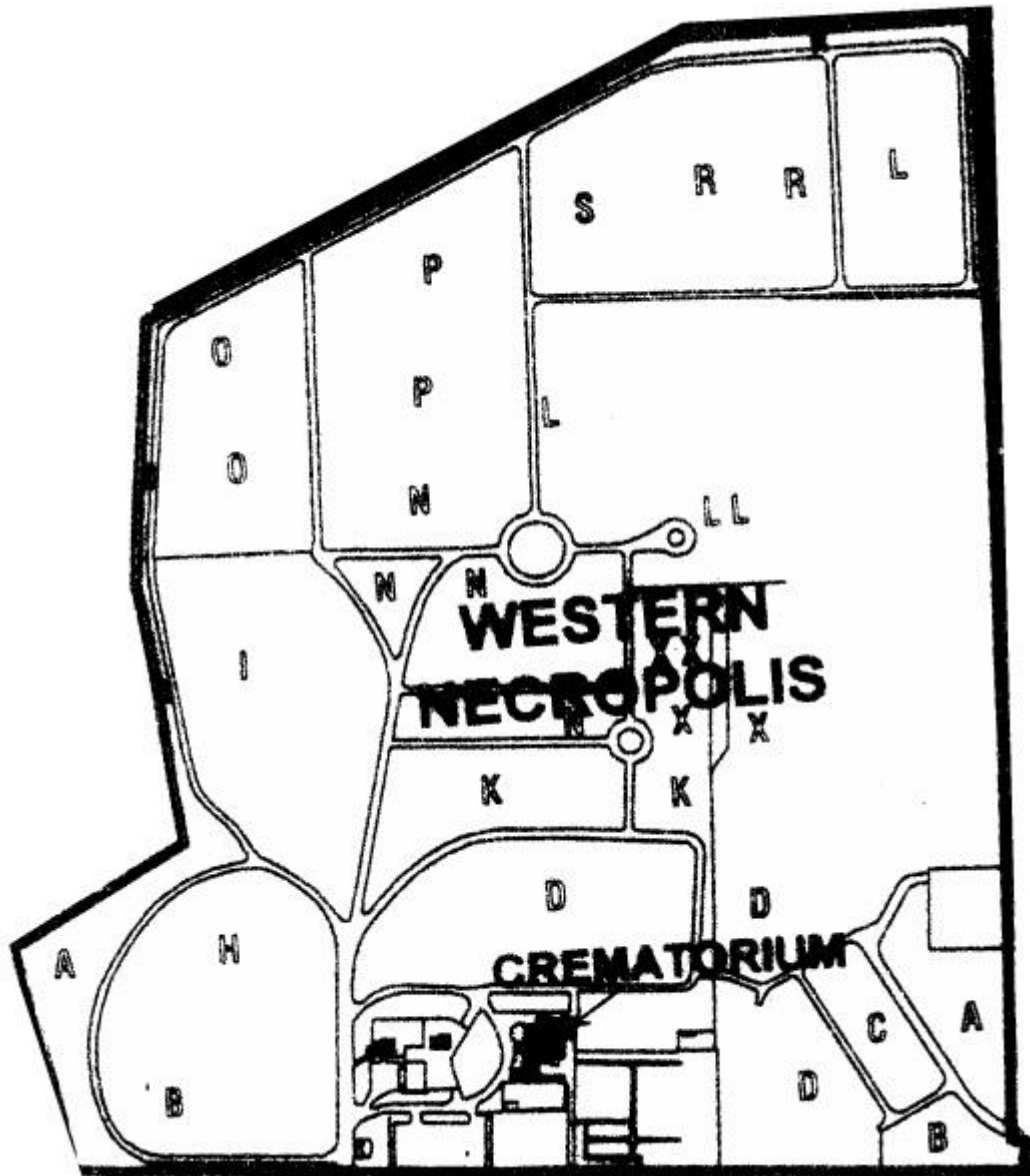 L
R R
S
P
O
P
L
O
N
L L
N N
WESTERN
X X
I
NECROPOLIS
N X X
K K
D D
CREMATORIUM
A H
C A
D
B
B